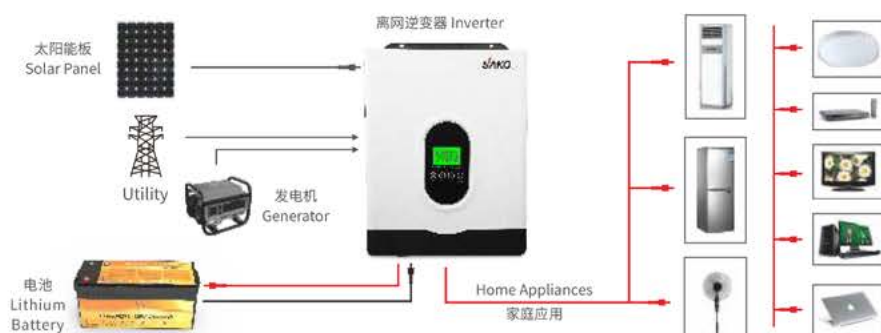 离网逆变器 Inverter
太阳能板
Solar Panel
SAKO
Utility
发电机
Generator
电池
Lithium
Battery
Home Appliances
家庭应用